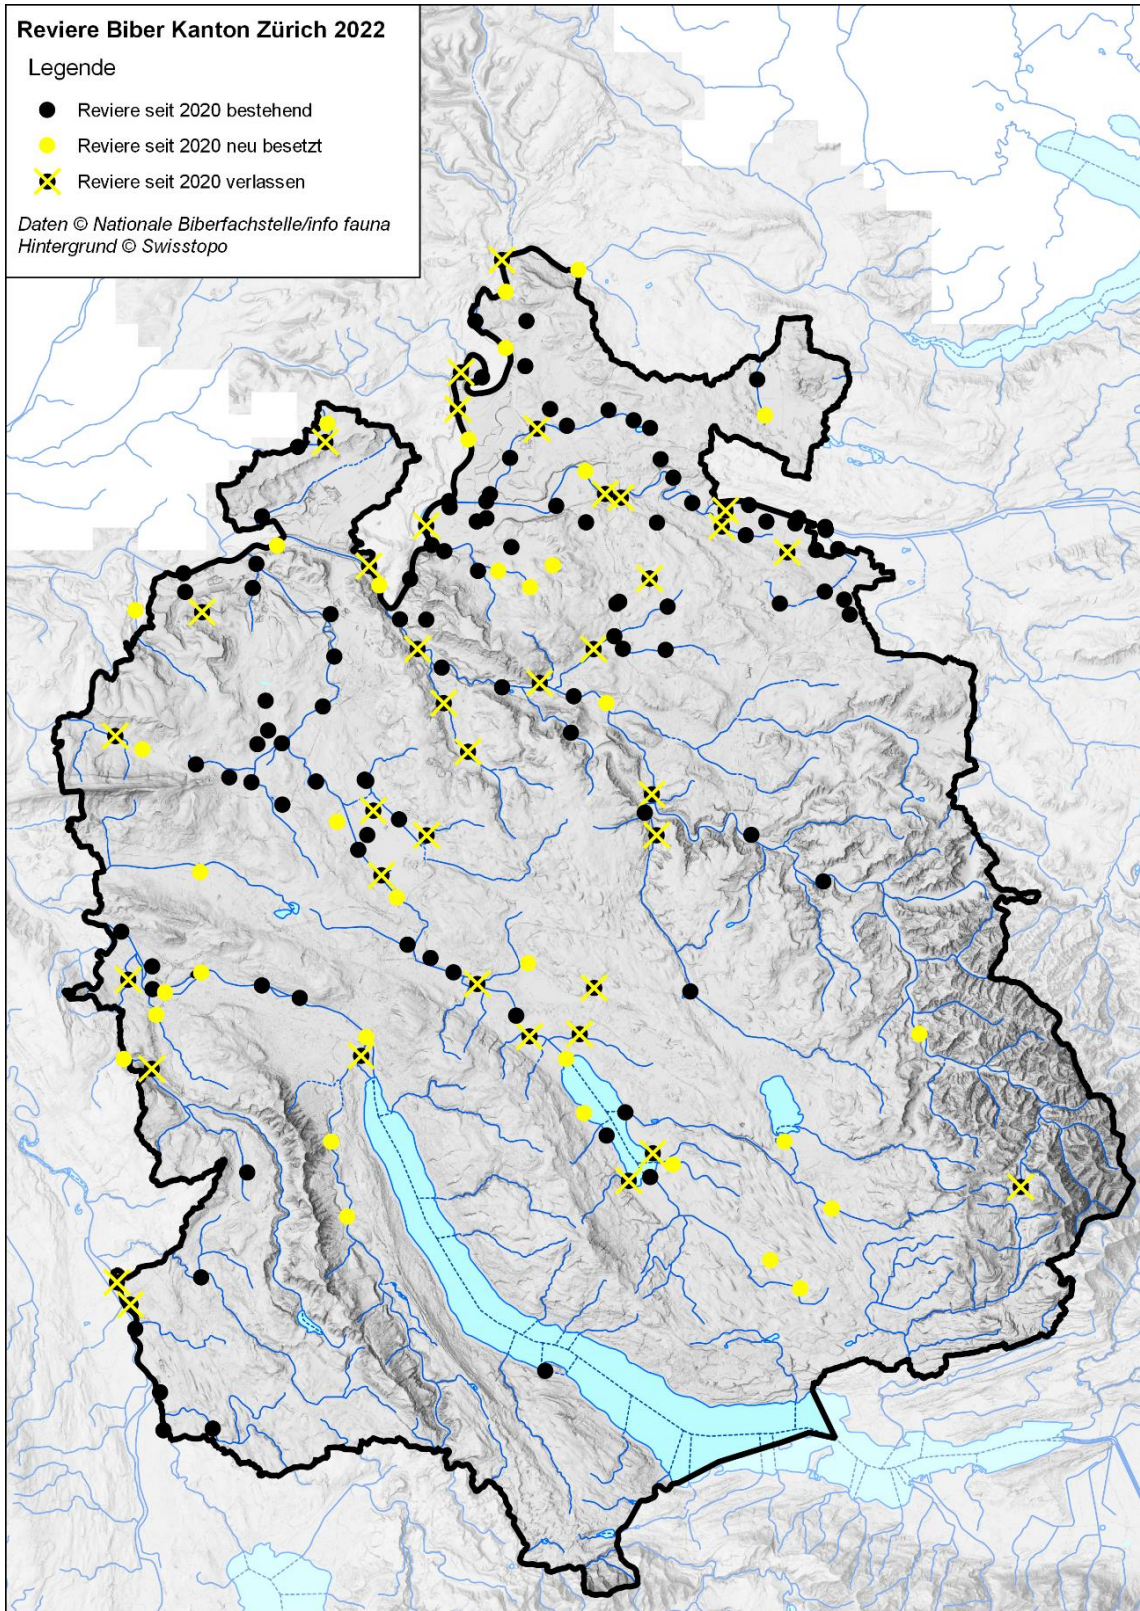 Reviere Biber Kanton Zürich 2022
Legende
Reviere seit 2020 bestehend
Reviere seit 2020 neu besetzt
Reviere seit 2020 verlassen
Daten © Nationale Biberfachstelle/info fauna
Hintergrund © Swisstopo